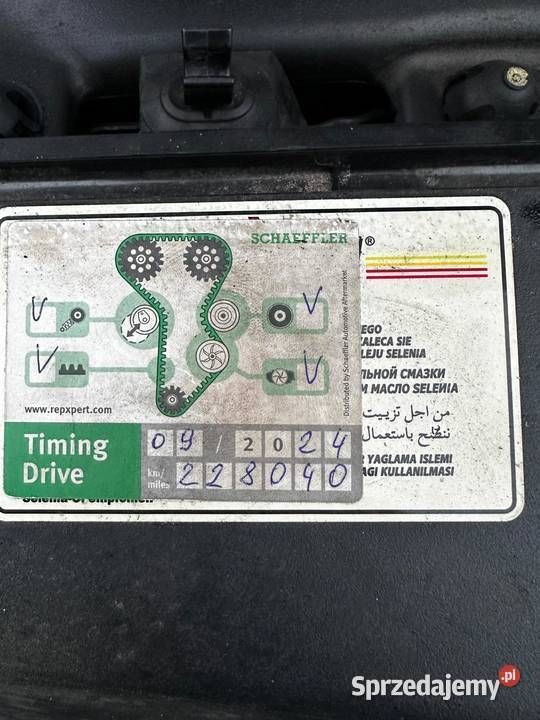 SCHAEFFLER
®
V
V
V
V
Distributed by Schaeffler Automotive Aftermarket
www.repxpert.com
EGO
ZALECA SIE
LEJU SELENIA
ЛЬНОЙ СМАЗКИ
М МАСЛО SELEИIA
من اجل تزييت
ننصح باستعمال
R YAGLAMA ISLEMI
AGI KULLANILMASI
Timing
Drive
09/2024
km/
miles
228040
Sprzedajemy.pl